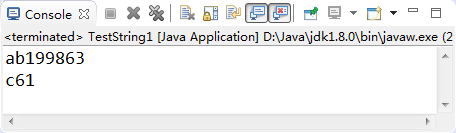 Console
<terminated> TestString1 [Java Application] D:\Java\jdk1.8.0\bin\javaw.exe (2
ab199863
c61